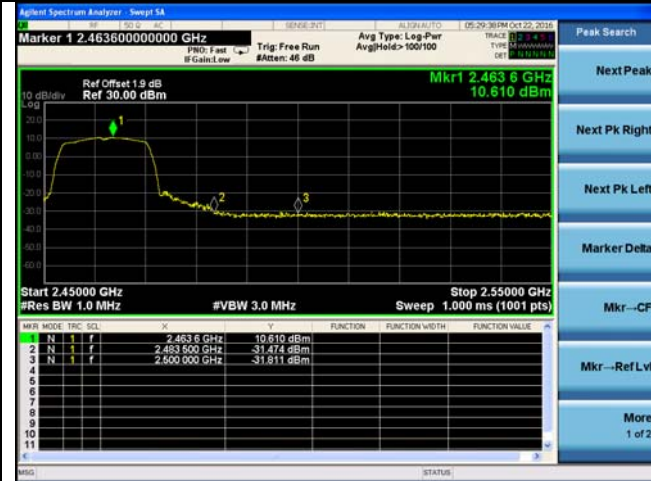 Agilent Spectrum Analyzer - Swept SA
RF 50 Ω AC SENSE:INT ALIGN AUTO 05:29:38 PM Oct 22, 2016
Marker 1 2.463600000000 GHz
PNO: Fast
IFGain:Low
Trig: Free Run
#Atten: 46 dB
Avg Type: Log-Pwr
Avg|Hold:> 100/100
TRACE 1 2 3 4 5 6
TYPE M WWWWW
DET P N N N N N
Peak Search
Next Peak
Next Pk Right
Next Pk Left
Marker Delta
Mkr→CF
Mkr→Ref Lvl
More
1 of 2
Mkr1 2.463 6 GHz
10.610 dBm
Ref Offset 1.9 dB
10 dB/div Ref 30.00 dBm
Log
20.0
10.0
0.00
-10.0
-20.0
-30.0
-40.0
-50.0
-60.0
1
2
3
Start 2.45000 GHz Stop 2.55000 GHz
#Res BW 1.0 MHz #VBW 3.0 MHz Sweep 1.000 ms (1001 pts)
MKR MODE TRC SCL X Y FUNCTION FUNCTION WIDTH FUNCTION VALUE
1 N 1 f 2.463 6 GHz 10.610 dBm
2 N 1 f 2.483 500 GHz -31.474 dBm
3 N 1 f 2.500 000 GHz -31.811 dBm
4
5
6
7
8
9
10
11
MSG STATUS